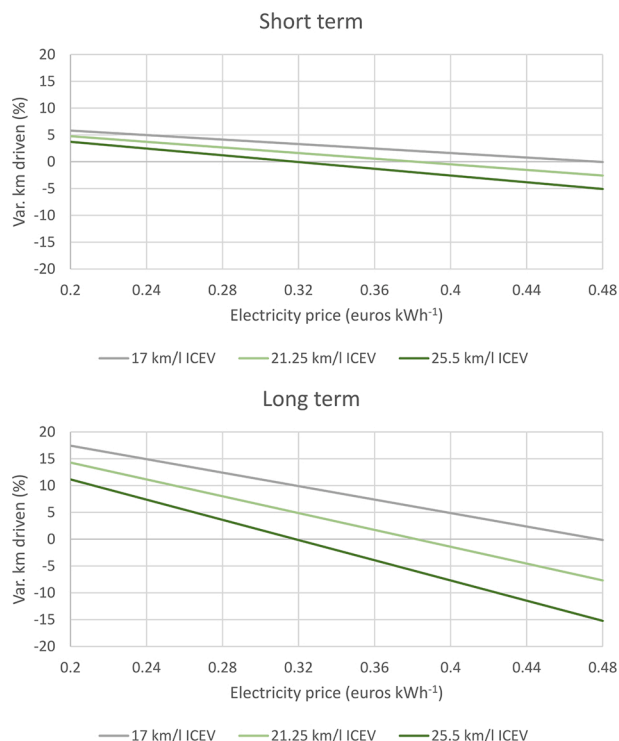 Short term
Var. km driven (%)
20
15
10
5
0
-5
-10
-15
-20
0.2 0.24 0.28 0.32 0.36 0.4 0.44 0.48
Electricity price (euros kWh⁻¹)
17 km/l ICEV 21.25 km/l ICEV 25.5 km/l ICEV
Long term
Var. km driven (%)
20
15
10
5
0
-5
-10
-15
-20
0.2 0.24 0.28 0.32 0.36 0.4 0.44 0.48
Electricity price (euros kWh⁻¹)
17 km/l ICEV 21.25 km/l ICEV 25.5 km/l ICEV